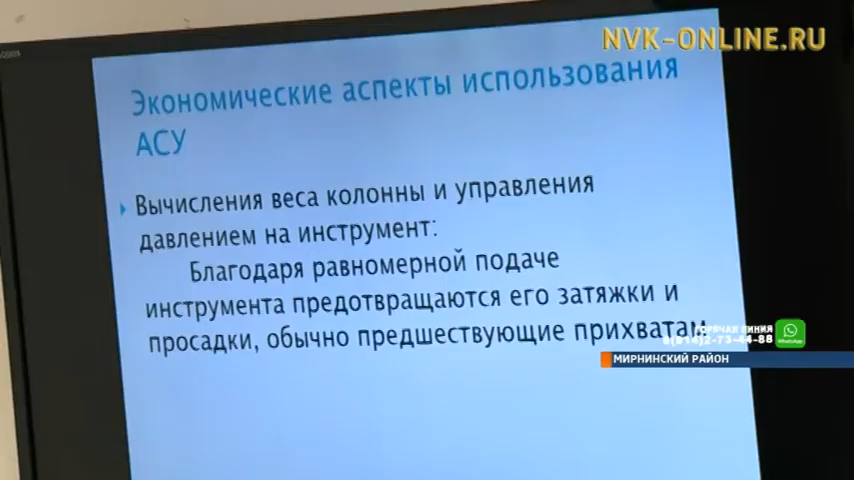 NVK-ONLINE.RU
Экономические аспекты использования
АСУ
Вычисления веса колонны и управления
давлением на инструмент:
Благодаря равномерной подаче
инструмента предотвращаются его затяжки и
просадки, обычно предшествующие прихватам
ГОРЯЧАЯ ЛИНИЯ
8(914)2-73-44-88
WhatsApp
МИРНИНСКИЙ РАЙОН